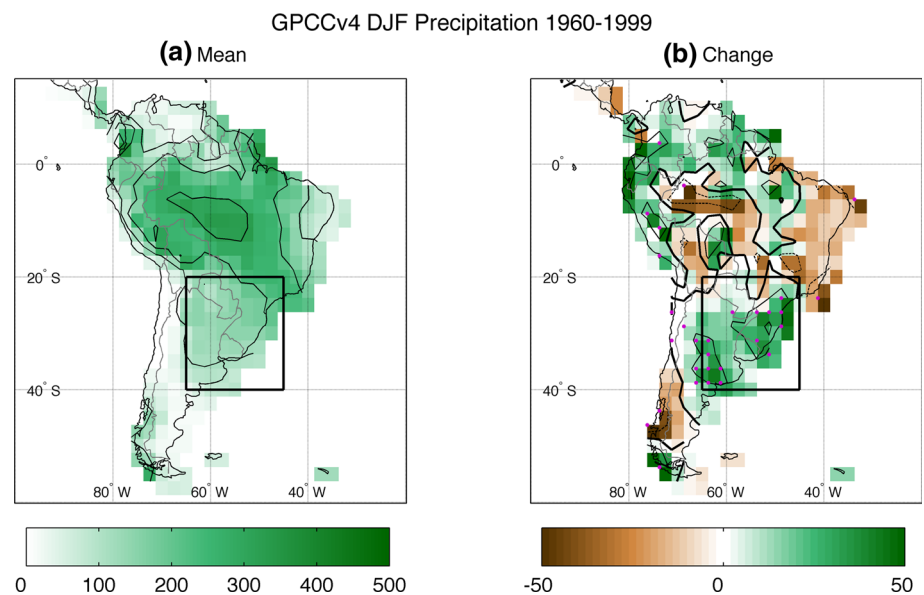 GPCCv4 DJF Precipitation 1960-1999
(a) Mean
(b) Change
0°
20° S
40° S
80° W 60° W 40° W
0°
20° S
40° S
80° W 60° W 40° W
0 100 200 300 400 500
-50 0 50